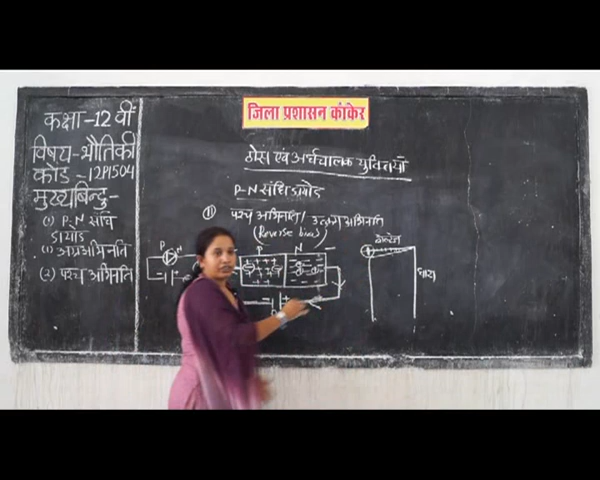 जिला प्रशासन कांकेर
कक्षा-12 वीं
विषय-भौतिकी
कोड-12P1504
मुख्यबिन्दु-
(1) P-N संधि
डायोड
(1) अग्रअभिनति
(2) पश्च अभिनति
ठोस एवं अर्धचालक युक्तियाँ
P-N संधि डायोड
(11) पश्च अभिनति / उत्क्रम अभिनति
(Reverse bias)
P N
P N